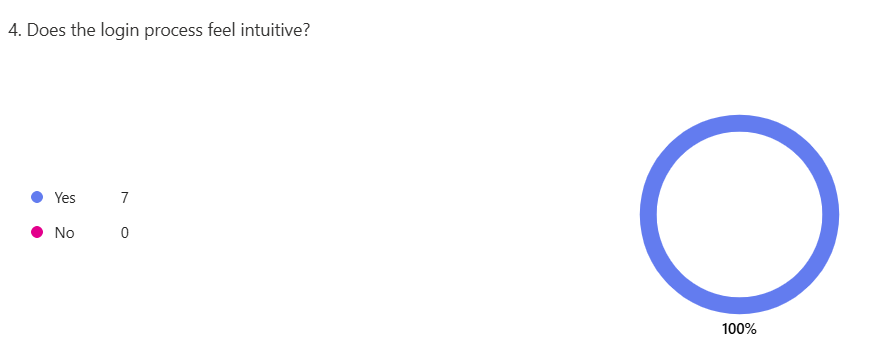 4. Does the login process feel intuitive?
Yes 7
No 0
100%